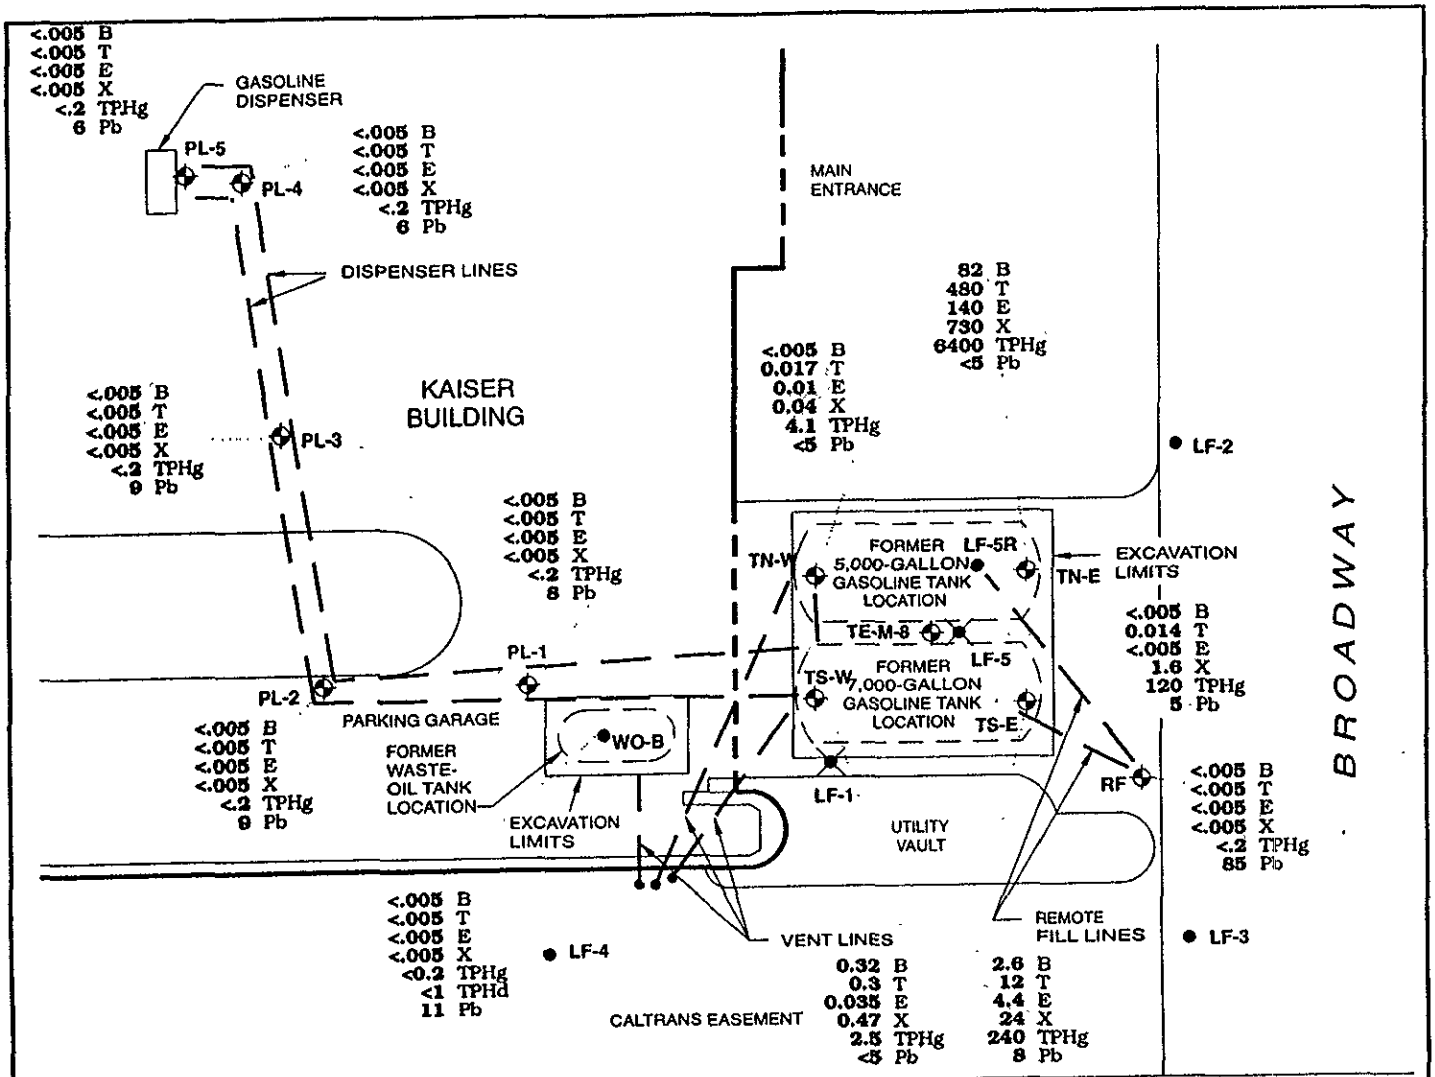 <.005 B
<.005 T
<.005 E
<.005 X
<.2 TPHg
6 Pb
GASOLINE
DISPENSER
PL-5
PL-4
<.005 B
<.005 T
<.005 E
<.005 X
<.2 TPHg
6 Pb
MAIN
ENTRANCE
DISPENSER LINES
82 B
480 T
140 E
730 X
6400 TPHg
<5 Pb
<.005 B
0.017 T
0.01 E
0.04 X
4.1 TPHg
<5 Pb
KAISER
BUILDING
<.005 B
<.005 T
<.005 E
<.005 X
<.2 TPHg
9 Pb
PL-3
LF-2
<.005 B
<.005 T
<.005 E
<.005 X
<.2 TPHg
8 Pb
BROADWAY
TN-W
FORMER
5,000-GALLON
GASOLINE TANK
LOCATION
LF-5R
TN-E
EXCAVATION
LIMITS
TE-M-8
LF-5
<.005 B
0.014 T
<.005 E
1.6 X
120 TPHg
5 Pb
PL-1
PL-2
TS-W
FORMER
7,000-GALLON
GASOLINE TANK
LOCATION
TS-E
PARKING GARAGE
<.005 B
<.005 T
<.005 E
<.005 X
<.2 TPHg
9 Pb
FORMER
WASTE-
OIL TANK
LOCATION
WO-B
EXCAVATION
LIMITS
LF-1
RF
<.005 B
<.005 T
<.005 E
<.005 X
<.2 TPHg
85 Pb
UTILITY
VAULT
<.005 B
<.005 T
<.005 E
<.005 X
<0.2 TPHg
<1 TPHd
11 Pb
LF-4
VENT LINES
REMOTE
FILL LINES
LF-3
CALTRANS EASEMENT
0.32 B
0.3 T
0.035 E
0.47 X
2.5 TPHg
<5 Pb
2.6 B
12 T
4.4 E
24 X
240 TPHg
8 Pb